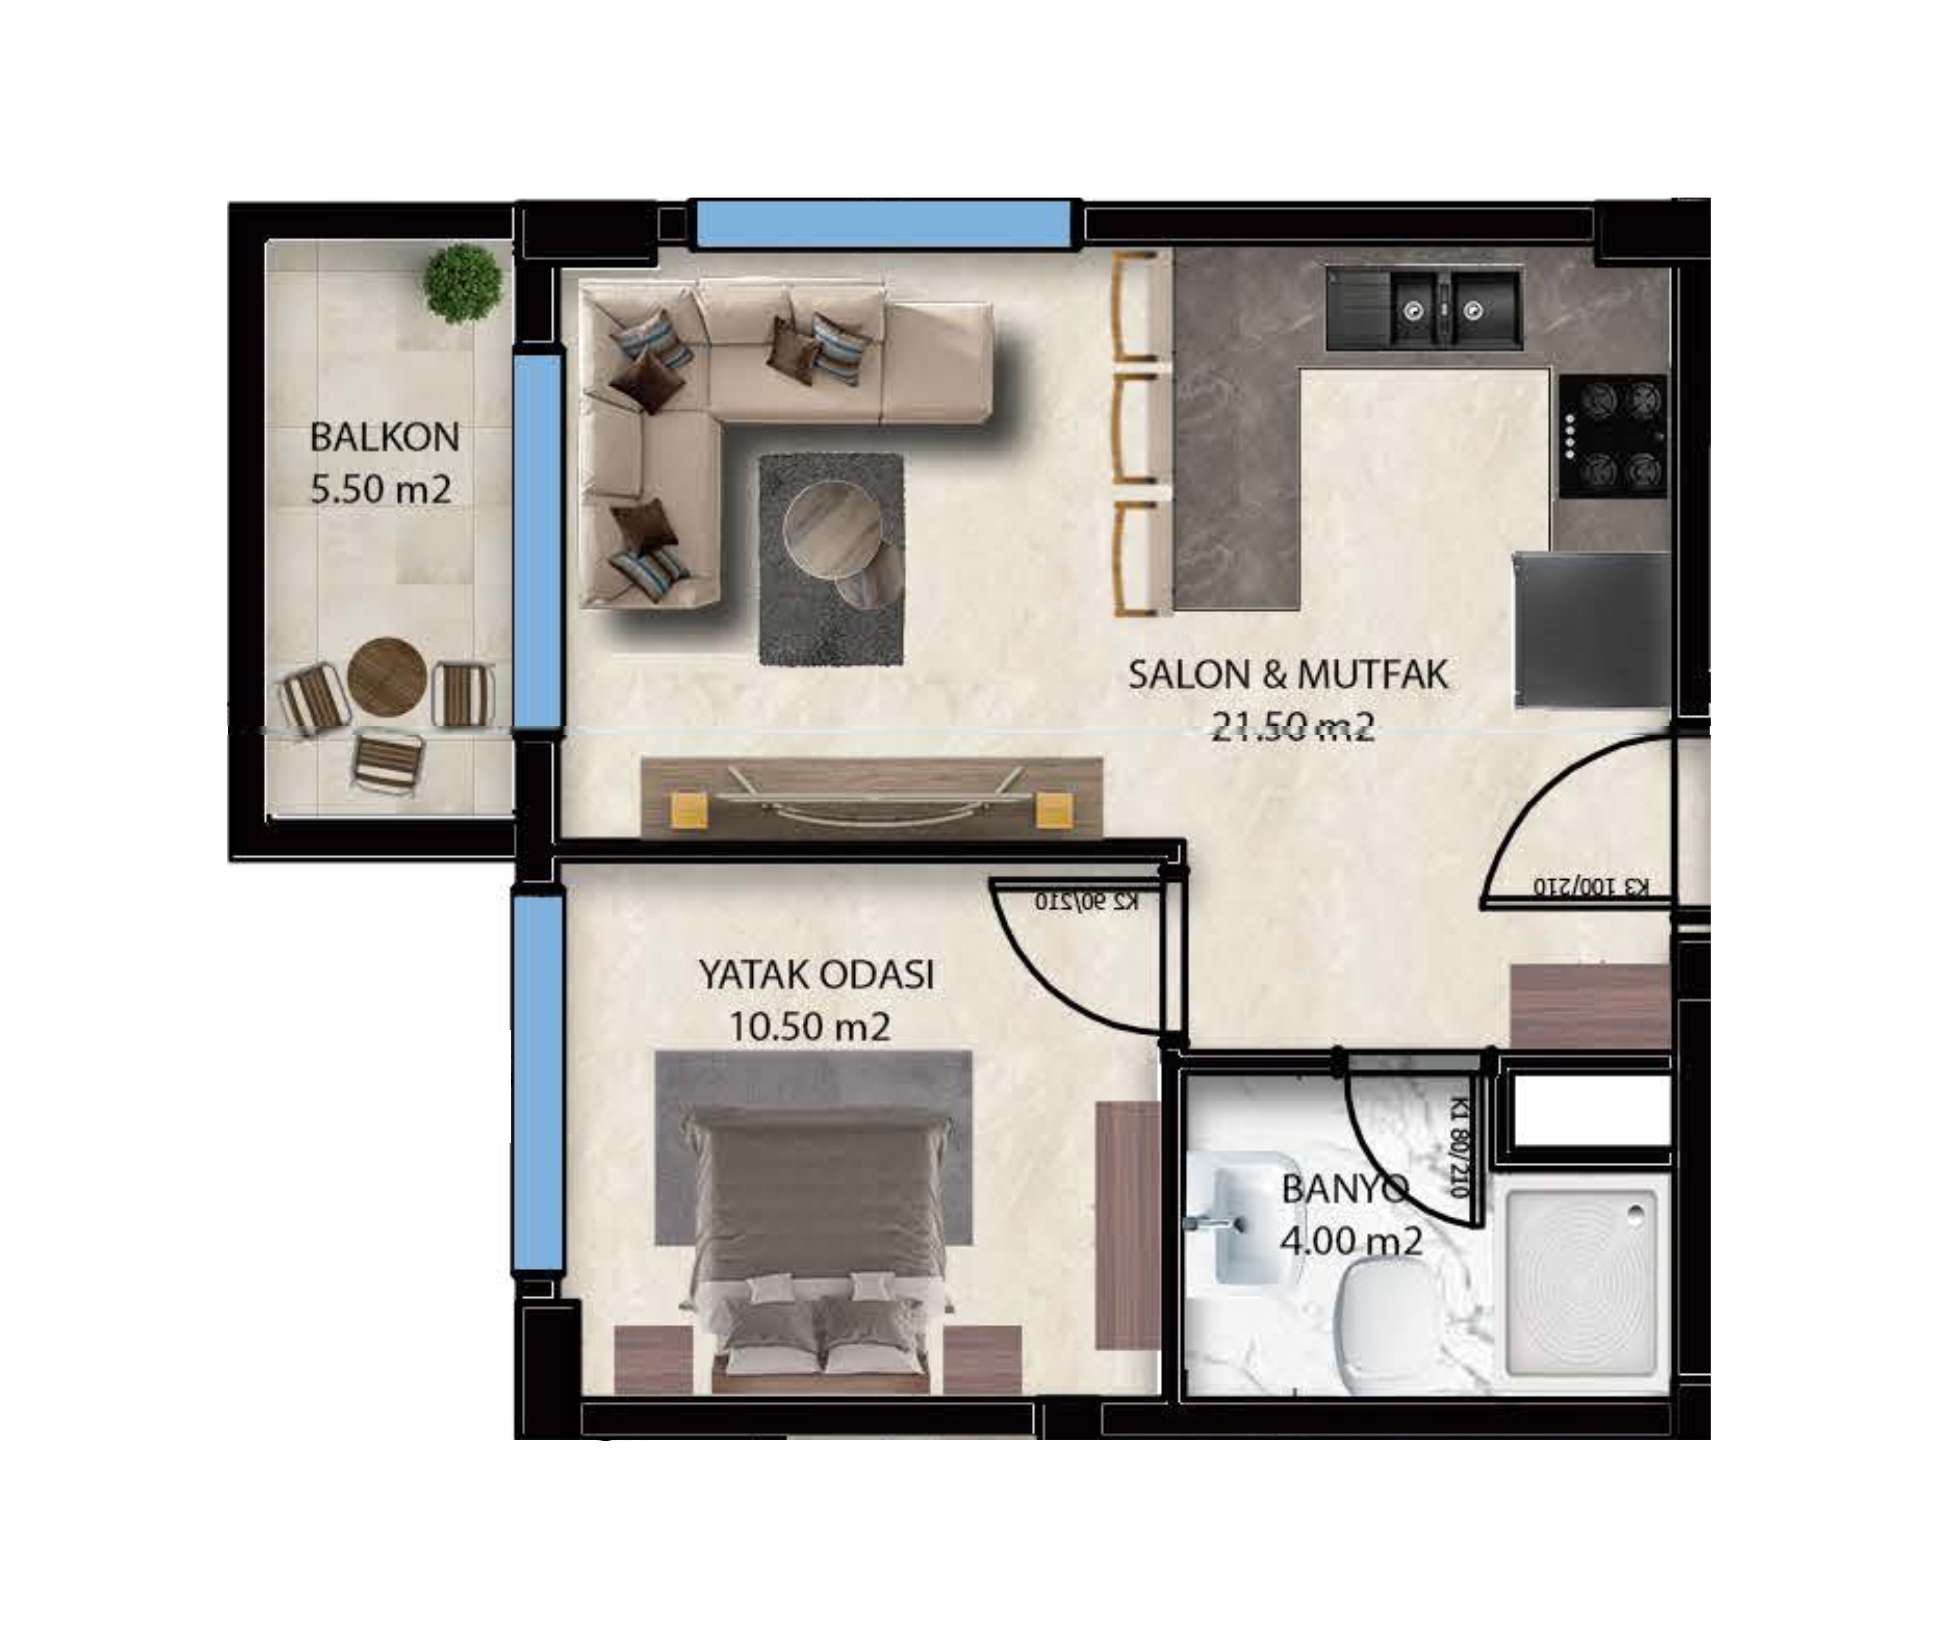 BALKON
5.50 m2
SALON & MUTFAK
21.50 m2
K3 100/210
K2 90/210
YATAK ODASI
10.50 m2
K1 80/210
BANYO
4.00 m2